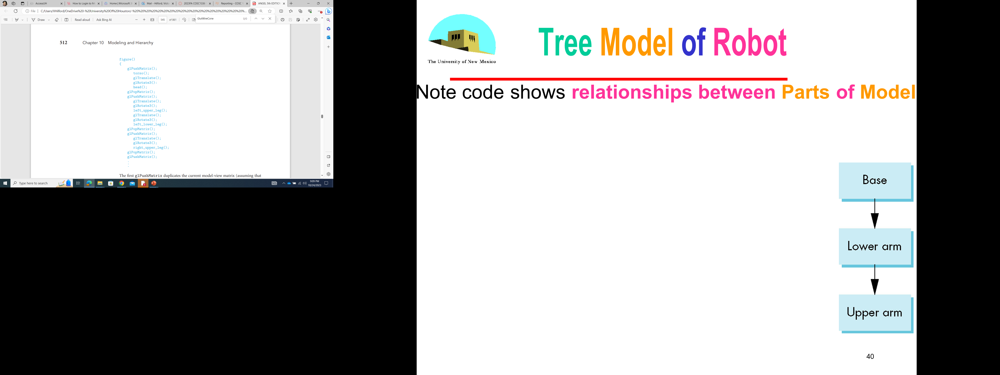 AccessUH
How to Login to Mi
Home | Microsoft 36
Mail - Hilford, Victo
2023FA COSC1336
Reporting - COSC 1
ANGEL 5th EDITION
File
C:/Users/VHilford/OneDrive%20-%20University%20Of%20Houston/-%20%20%20%20%20%20%20%20%20%20%20%20%20%20%20%20%20%20%20%20%20%20%20%...
Draw
Read aloud
Ask Bing AI
545
of 861
GlutWireCone
0/0
512 Chapter 10 Modeling and Hierarchy
figure()
{
glPushMatrix();
torso();
glTranslate();
glRotate3():
head();
glPopMatrix();
glPushMatrix();
glTranslate();
glRotate3();
left_upper_leg();
glTranslate();
glRotate3();
left_lower_leg();
glPopMatrix();
glPushMatrix();
glTranslate();
glRotate3();
right_upper_leg();
glPopMatrix();
glPushMatrix();
.
.
.
The first glPushMatrix duplicates the current model-view matrix (assuming that
Type here to search
9:09 PM
10/24/2023
The University of New Mexico
Tree Model of Robot
Note code shows relationships between Parts of Model
Base
Lower arm
Upper arm
40